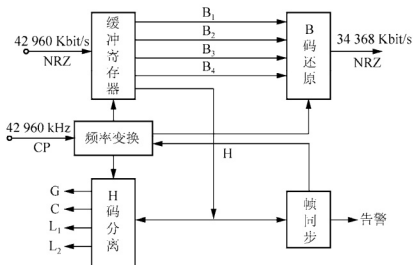 42 960 Kbit/s
NRZ
缓冲寄存器
B₁
B₂
B₃
B₄
B码还原
34 368 Kbit/s
NRZ
42 960 kHz
CP
频率变换
H
G
C
L₁
L₂
H码分离
帧同步
告警